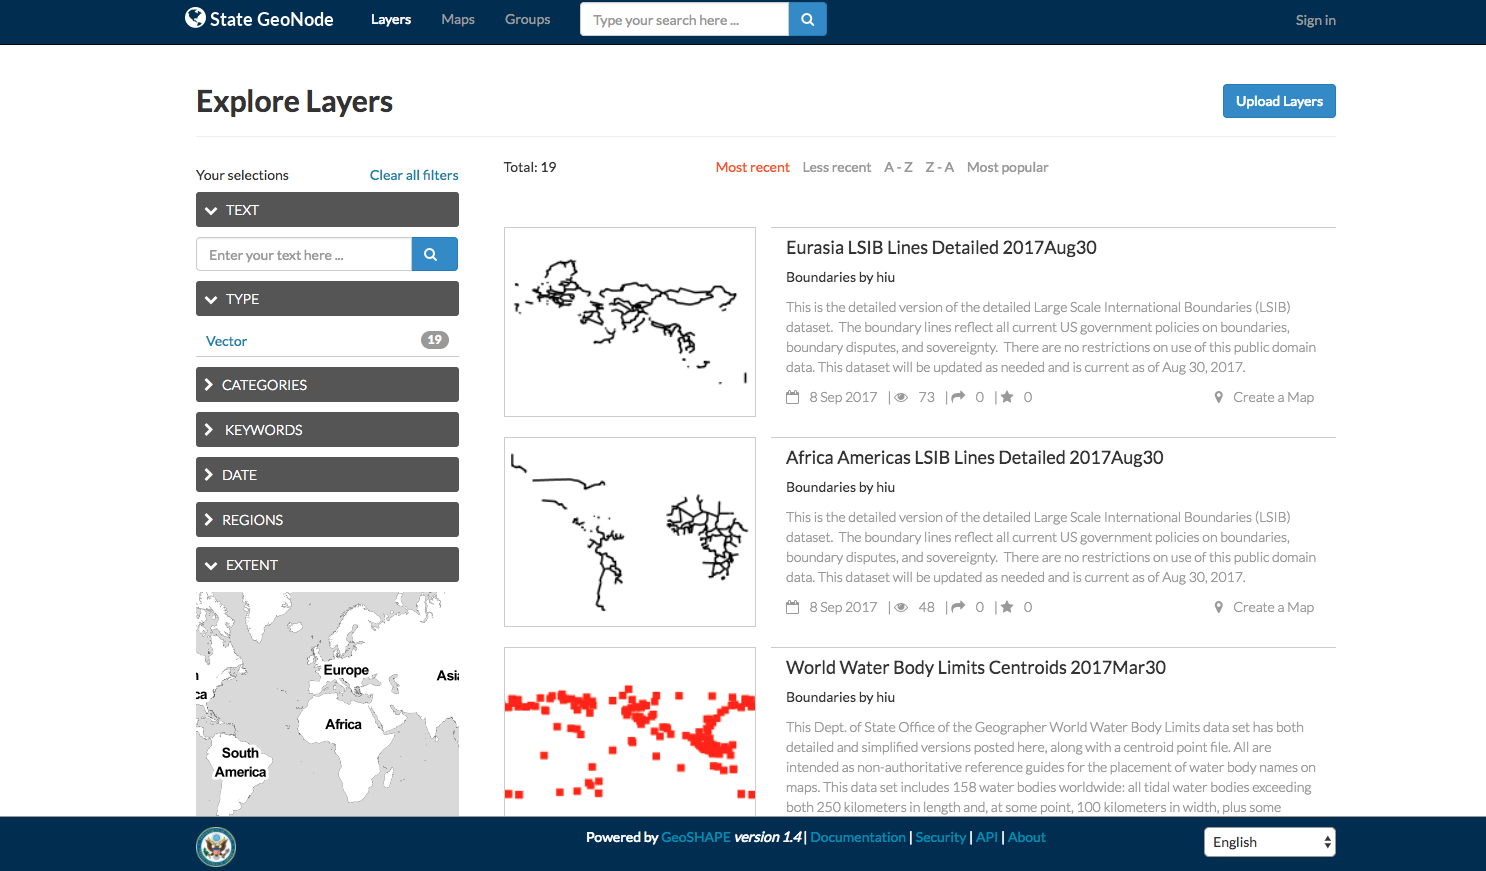 State GeoNode Layers Maps Groups Type your search here ... Sign in
Explore Layers
Upload Layers
Your selections Clear all filters
TEXT
Enter your text here ...
TYPE
Vector 19
CATEGORIES
KEYWORDS
DATE
REGIONS
EXTENT
Europe
Asia
ca
Africa
South
America
Total: 19 Most recent Less recent A - Z Z - A Most popular
Eurasia LSIB Lines Detailed 2017Aug30
Boundaries by hiu
This is the detailed version of the detailed Large Scale International Boundaries (LSIB)
dataset. The boundary lines reflect all current US government policies on boundaries,
boundary disputes, and sovereignty. There are no restrictions on use of this public domain
data. This dataset will be updated as needed and is current as of Aug 30, 2017.
8 Sep 2017 | 73 | 0 | 0 Create a Map
Africa Americas LSIB Lines Detailed 2017Aug30
Boundaries by hiu
This is the detailed version of the detailed Large Scale International Boundaries (LSIB)
dataset. The boundary lines reflect all current US government policies on boundaries,
boundary disputes, and sovereignty. There are no restrictions on use of this public domain
data. This dataset will be updated as needed and is current as of Aug 30, 2017.
8 Sep 2017 | 48 | 0 | 0 Create a Map
World Water Body Limits Centroids 2017Mar30
Boundaries by hiu
This Dept. of State Office of the Geographer World Water Body Limits data set has both
detailed and simplified versions posted here, along with a centroid point file. All are
intended as non-authoritative reference guides for the placement of water body names on
maps. This data set includes 158 water bodies worldwide: all tidal water bodies exceeding
both 250 kilometers in length and, at some point, 100 kilometers in width, plus some
Powered by GeoSHAPE version 1.4 | Documentation | Security | API | About
English